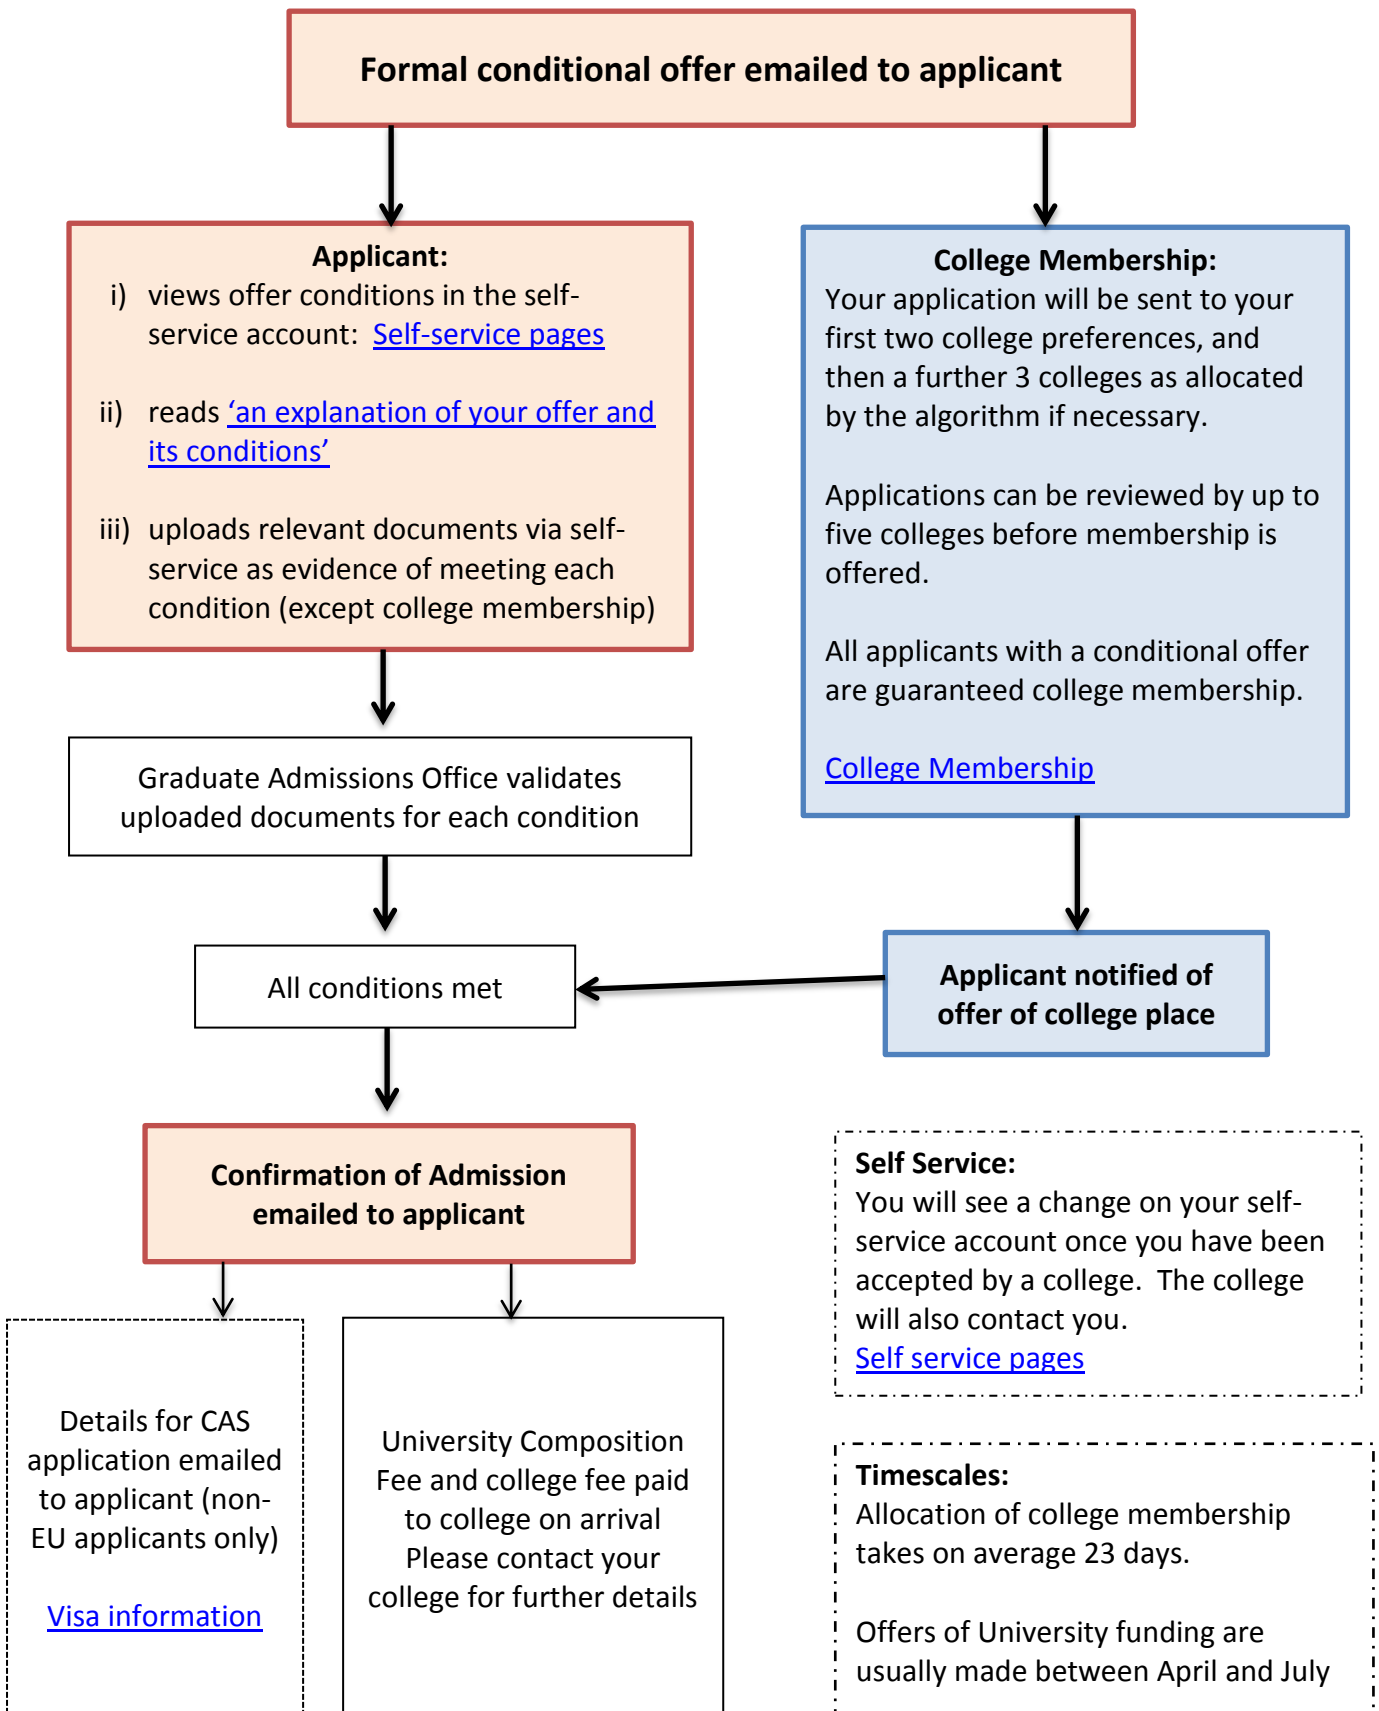 Formal conditional offer emailed to applicant
Applicant:
i) views offer conditions in the self-
service account: Self-service pages
ii) reads ‘an explanation of your offer and
its conditions’
iii) uploads relevant documents via self-
service as evidence of meeting each
condition (except college membership)
College Membership:
Your application will be sent to your
first two college preferences, and
then a further 3 colleges as allocated
by the algorithm if necessary.
Applications can be reviewed by up to
five colleges before membership is
offered.
All applicants with a conditional offer
are guaranteed college membership.
College Membership
Graduate Admissions Office validates
uploaded documents for each condition
All conditions met
Applicant notified of
offer of college place
Confirmation of Admission
emailed to applicant
Self Service:
You will see a change on your self-
service account once you have been
accepted by a college. The college
will also contact you.
Self service pages
Details for CAS
application emailed
to applicant (non-
EU applicants only)
Visa information
University Composition
Fee and college fee paid
to college on arrival
Please contact your
college for further details
Timescales:
Allocation of college membership
takes on average 23 days.
Offers of University funding are
usually made between April and July